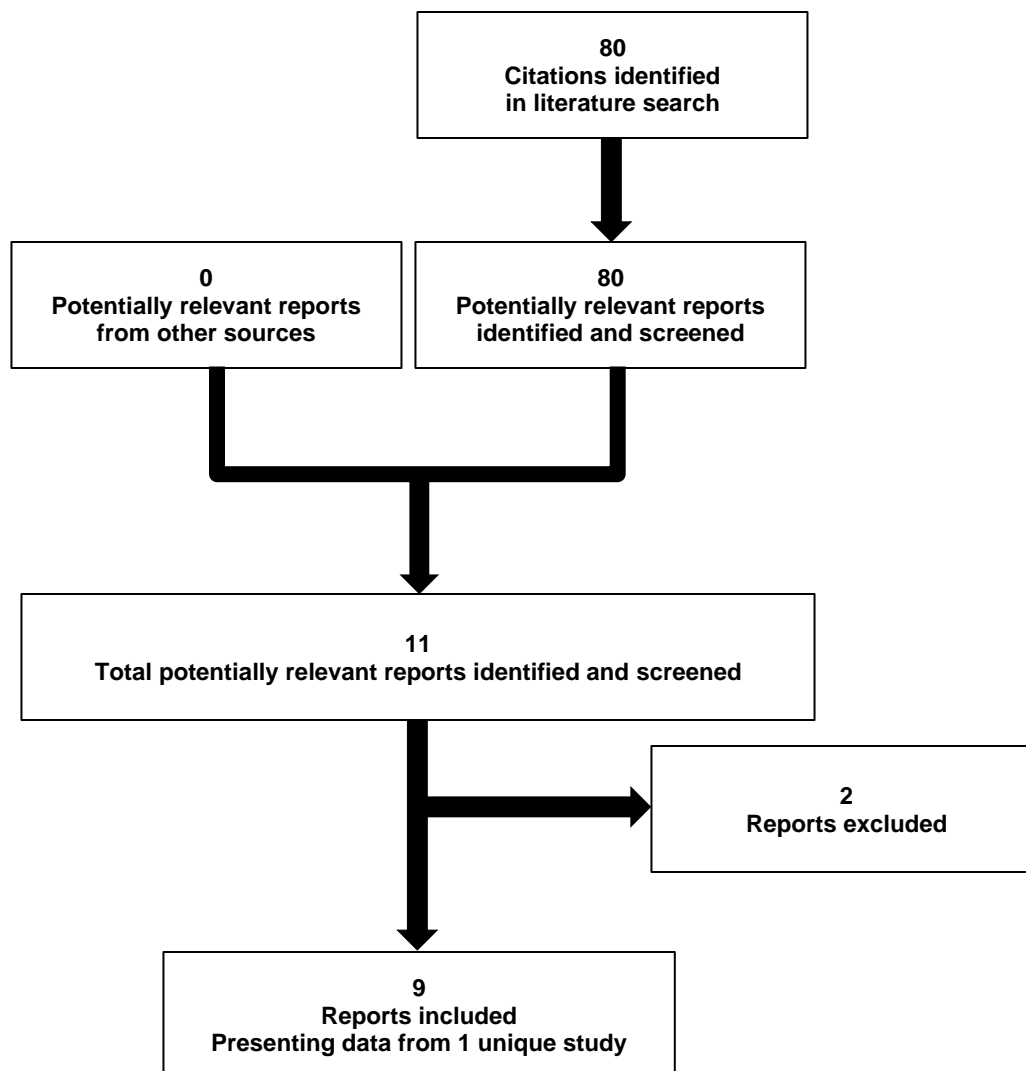 80
Citations identified
in literature search
0
Potentially relevant reports
from other sources
80
Potentially relevant reports
identified and screened
11
Total potentially relevant reports identified and screened
2
Reports excluded
9
Reports included
Presenting data from 1 unique study